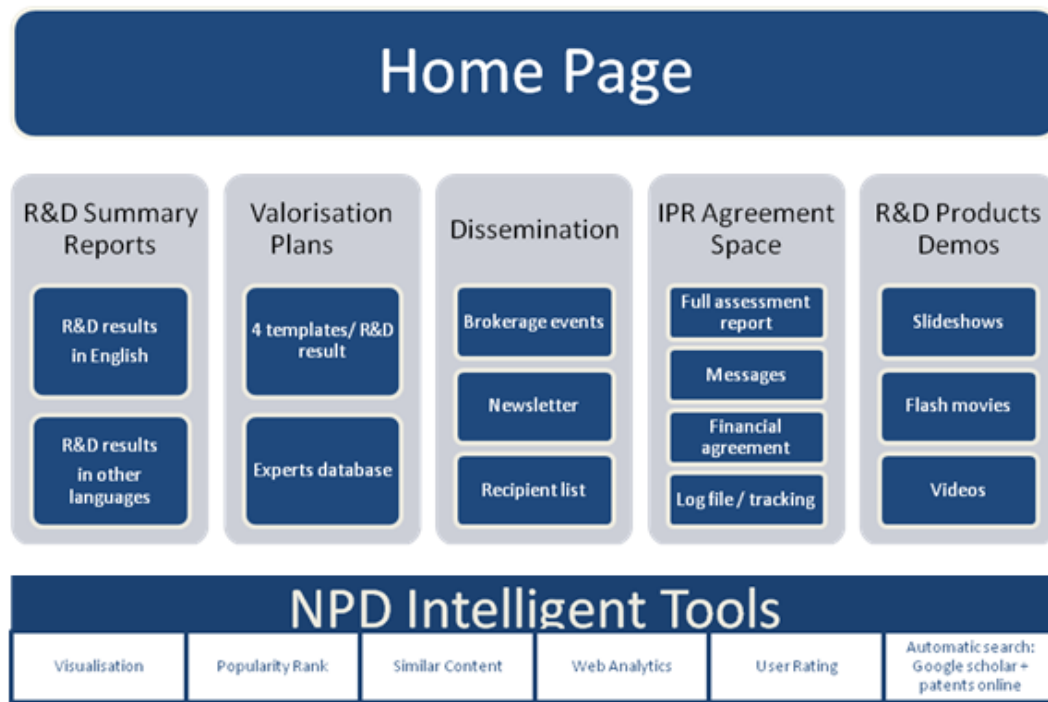 Home Page
R&D Summary
Reports
R&D results
in English
R&D results
in other
languages
Valorisation
Plans
4 templates/ R&D
result
Experts database
Dissemination
Brokerage events
Newsletter
Recipient list
IPR Agreement
Space
Full assessment
report
Messages
Financial
agreement
Log file / tracking
R&D Products
Demos
Slideshows
Flash movies
Videos
NPD Intelligent Tools
Visualisation
Popularity Rank
Similar Content
Web Analytics
User Rating
Automatic search:
Google scholar +
patents online